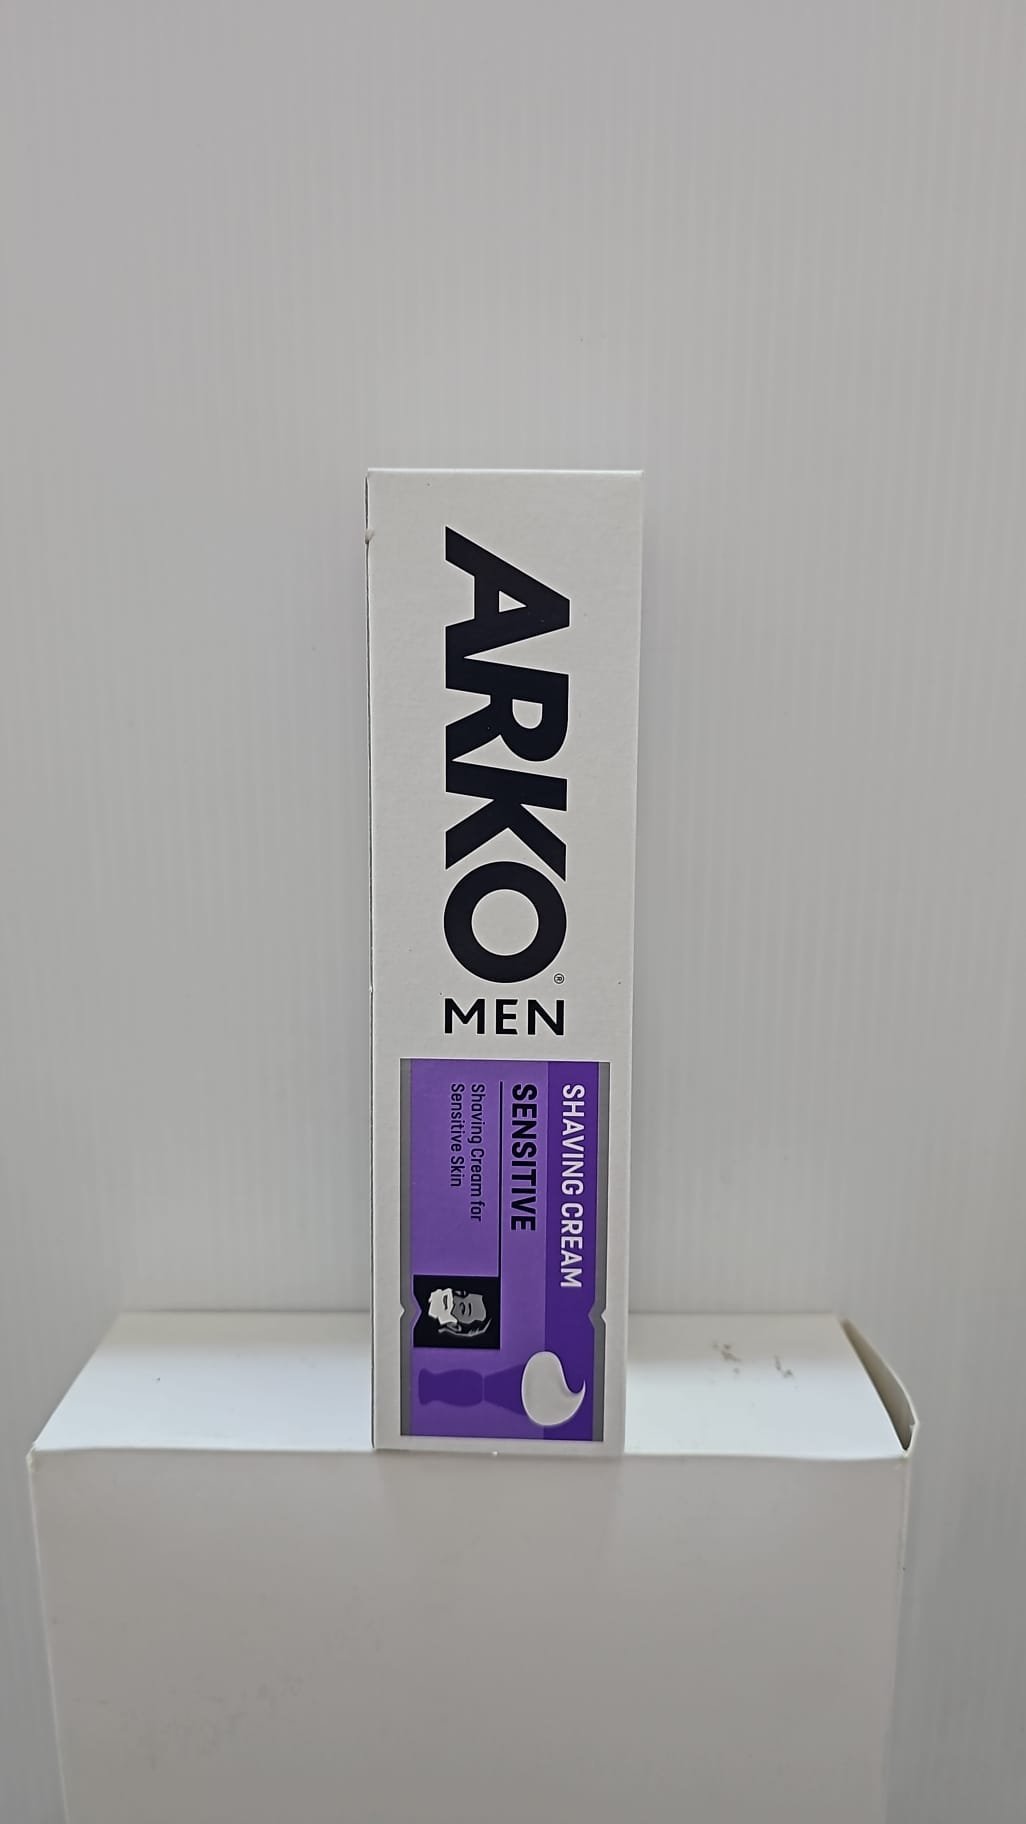 ARKO®
MEN
SHAVING CREAM
SENSITIVE
Shaving Cream for
Sensitive Skin